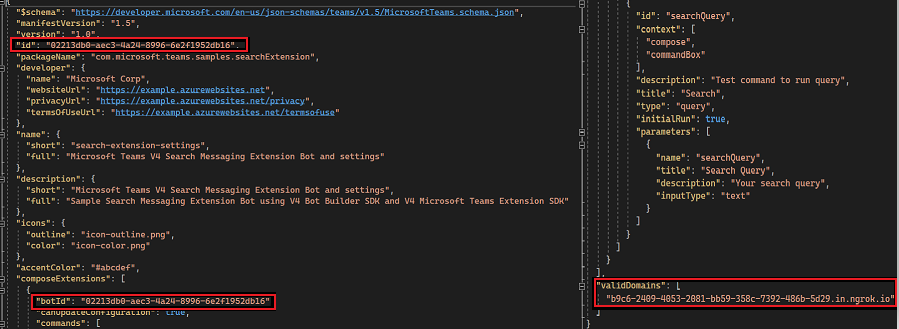 {
"$schema": "https://developer.microsoft.com/en-us/json-schemas/teams/v1.5/MicrosoftTeams.schema.json",
"manifestVersion": "1.5",
"version": "1.0",
"id": "02213db0-aec3-4a24-8996-6e2f1952db16",
"packageName": "com.microsoft.teams.samples.searchExtension",
"developer": {
"name": "Microsoft Corp",
"websiteUrl": "https://example.azurewebsites.net",
"privacyUrl": "https://example.azurewebsites.net/privacy",
"termsOfUseUrl": "https://example.azurewebsites.net/termsofuse"
},
"name": {
"short": "search-extension-settings",
"full": "Microsoft Teams V4 Search Messaging Extension Bot and settings"
},
"description": {
"short": "Microsoft Teams V4 Search Messaging Extension Bot and settings",
"full": "Sample Search Messaging Extension Bot using V4 Bot Builder SDK and V4 Microsoft Teams Extension SDK"
},
"icons": {
"outline": "icon-outline.png",
"color": "icon-color.png"
},
"accentColor": "#abcdef",
"composeExtensions": [
{
"botId": "02213db0-aec3-4a24-8996-6e2f1952db16"
"canUpdateConfiguration": true,
"commands": [
{
"id": "searchQuery",
"context": [
"compose",
"commandBox"
],
"description": "Test command to run query",
"title": "Search",
"type": "query",
"initialRun": true,
"parameters": [
{
"name": "searchQuery",
"title": "Search Query",
"description": "Your search query",
"inputType": "text"
}
]
}
]
}
],
"validDomains": [
"b9c6-2409-4053-2081-bb59-358c-7392-486b-5d29.in.ngrok.io"
]
}